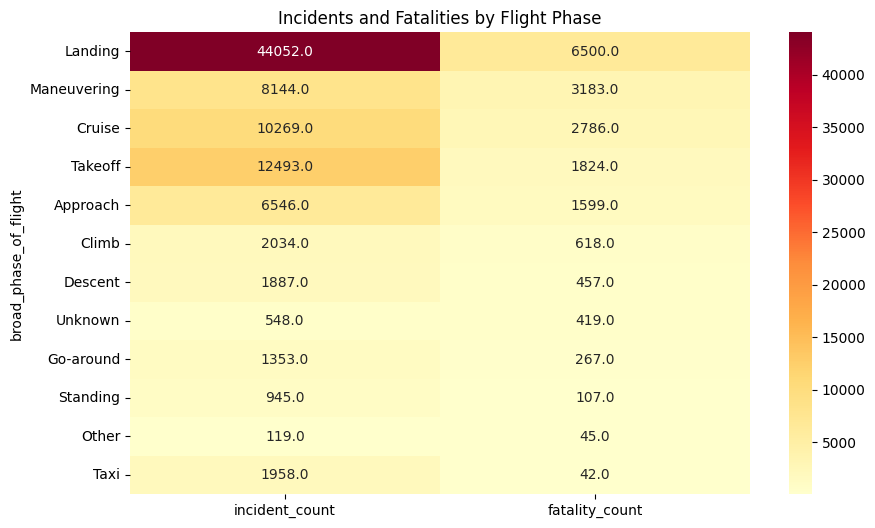 Incidents and Fatalities by Flight Phase
broad_phase_of_flight
Landing 44052.0 6500.0
Maneuvering 8144.0 3183.0
Cruise 10269.0 2786.0
Takeoff 12493.0 1824.0
Approach 6546.0 1599.0
Climb 2034.0 618.0
Descent 1887.0 457.0
Unknown 548.0 419.0
Go-around 1353.0 267.0
Standing 945.0 107.0
Other 119.0 45.0
Taxi 1958.0 42.0
incident_count fatality_count
40000
35000
30000
25000
20000
15000
10000
5000